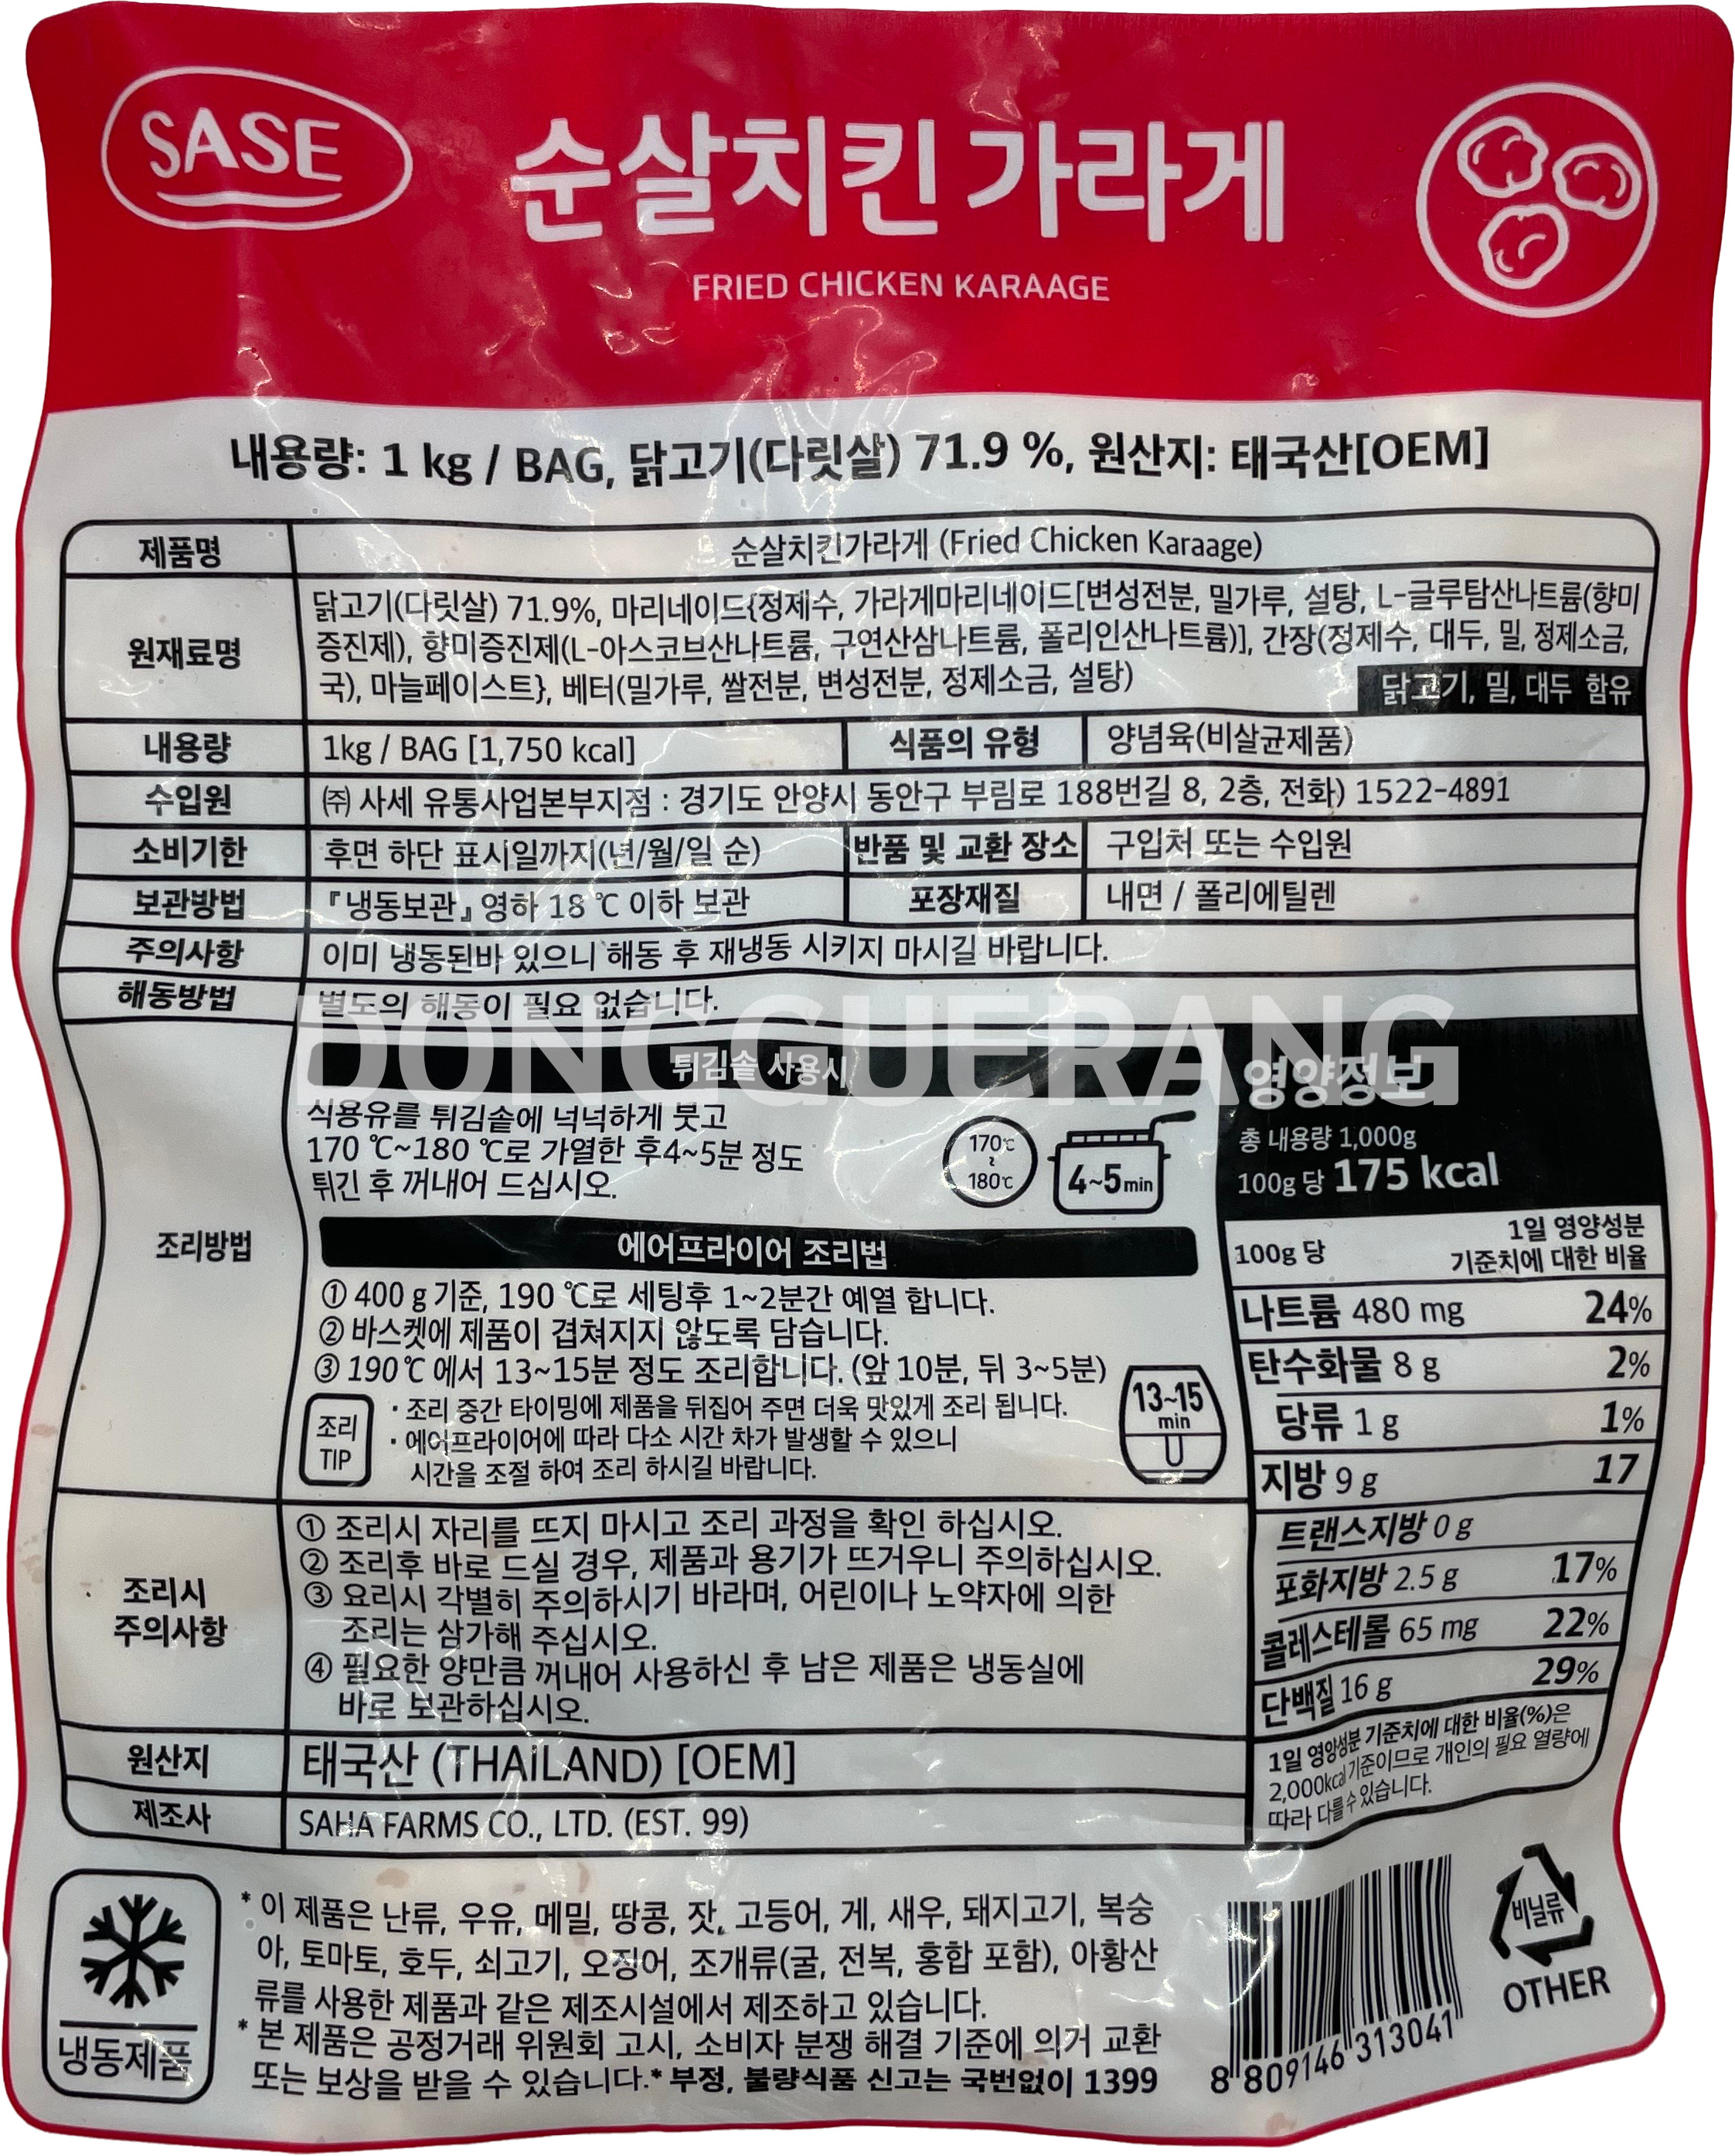 SASE
순살치킨 가라게
FRIED CHICKEN KARAAGE
내용량: 1 kg / BAG, 닭고기(다릿살) 71.9 %, 원산지: 태국산[OEM]
제품명 순살치킨가라게 (Fried Chicken Karaage)
원재료명
닭고기(다릿살) 71.9%, 마리네이드{정제수, 가라게마리네이드[변성전분, 밀가루, 설탕, L-글루탐산나트륨(향미
증진제), 향미증진제(L-아스코브산나트륨, 구연산삼나트륨, 폴리인산나트륨)], 간장(정제수, 대두, 밀, 정제소금,
국), 마늘페이스트}, 베터(밀가루, 쌀전분, 변성전분, 정제소금, 설탕)
닭고기, 밀, 대두 함유
내용량 1kg / BAG [1,750 kcal] 식품의 유형 양념육(비살균제품)
수입원 ㈜ 사세 유통사업본부지점 : 경기도 안양시 동안구 부림로 188번길 8, 2층, 전화) 1522-4891
소비기한 후면 하단 표시일까지(년/월/일 순) 반품 및 교환 장소 구입처 또는 수입원
보관방법 『냉동보관』 영하 18 ℃ 이하 보관 포장재질 내면 / 폴리에틸렌
주의사항 이미 냉동된바 있으니 해동 후 재냉동 시키지 마시길 바랍니다.
해동방법 별도의 해동이 필요 없습니다.
DONGGUERANG
조리방법
튀김솥 사용시
식용유를 튀김솥에 넉넉하게 붓고
170 ℃~180 ℃로 가열한 후4~5분 정도
튀긴 후 꺼내어 드십시오.
170℃
~
180℃
4~5min
에어프라이어 조리법
① 400 g 기준, 190 ℃로 세팅후 1~2분간 예열 합니다.
② 바스켓에 제품이 겹쳐지지 않도록 담습니다.
③ 190℃ 에서 13~15분 정도 조리합니다. (앞 10분, 뒤 3~5분)
조리
TIP
· 조리 중간 타이밍에 제품을 뒤집어 주면 더욱 맛있게 조리 됩니다.
· 에어프라이어에 따라 다소 시간 차가 발생할 수 있으니
시간을 조절 하여 조리 하시길 바랍니다.
13~15
min
영양정보
총 내용량 1,000g
100g 당 175 kcal
100g 당 1일 영양성분
기준치에 대한 비율
나트륨 480 mg 24%
탄수화물 8 g 2%
당류 1 g 1%
지방 9 g 17
트랜스지방 0 g
포화지방 2.5 g 17%
콜레스테롤 65 mg 22%
단백질 16 g 29%
1일 영양성분 기준치에 대한 비율(%)은
2,000kcal 기준이므로 개인의 필요 열량에
따라 다를 수 있습니다.
조리시
주의사항
① 조리시 자리를 뜨지 마시고 조리 과정을 확인 하십시오.
② 조리후 바로 드실 경우, 제품과 용기가 뜨거우니 주의하십시오.
③ 요리시 각별히 주의하시기 바라며, 어린이나 노약자에 의한
조리는 삼가해 주십시오.
④ 필요한 양만큼 꺼내어 사용하신 후 남은 제품은 냉동실에
바로 보관하십시오.
원산지 태국산 (THAILAND) [OEM]
제조사 SAHA FARMS CO., LTD. (EST. 99)
냉동제품
* 이 제품은 난류, 우유, 메밀, 땅콩, 잣, 고등어, 게, 새우, 돼지고기, 복숭
아, 토마토, 호두, 쇠고기, 오징어, 조개류(굴, 전복, 홍합 포함), 아황산
류를 사용한 제품과 같은 제조시설에서 제조하고 있습니다.
* 본 제품은 공정거래 위원회 고시, 소비자 분쟁 해결 기준에 의거 교환
또는 보상을 받을 수 있습니다.* 부정, 불량식품 신고는 국번없이 1399
8 809146 313041
비닐류
OTHER